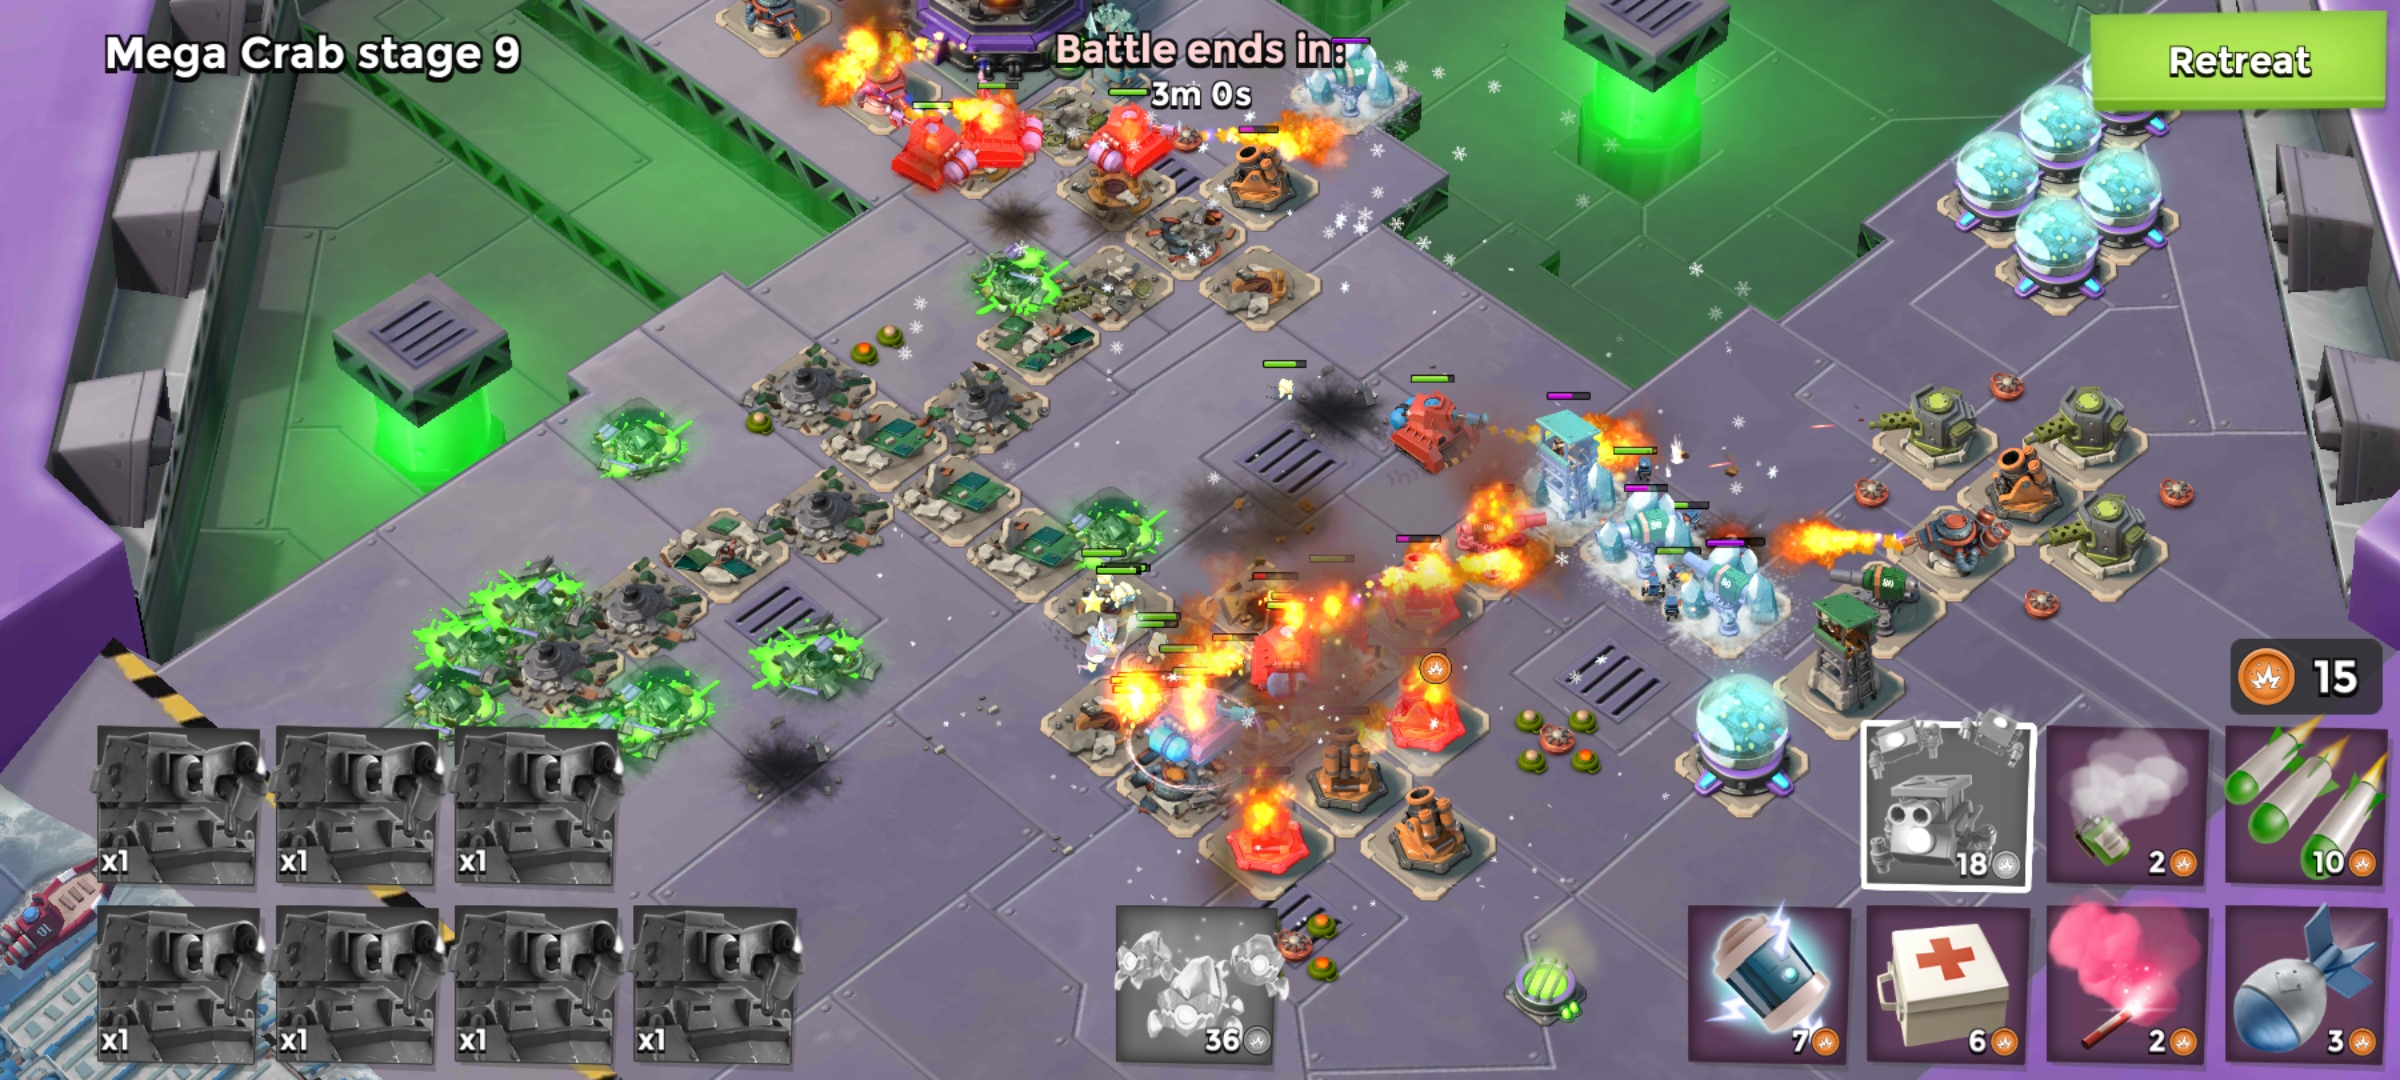 Mega Crab stage 9
Battle ends in:
3m 0s
Retreat
15
x1
x1
x1
18
2
10
x1
x1
x1
x1
36
7
6
2
3